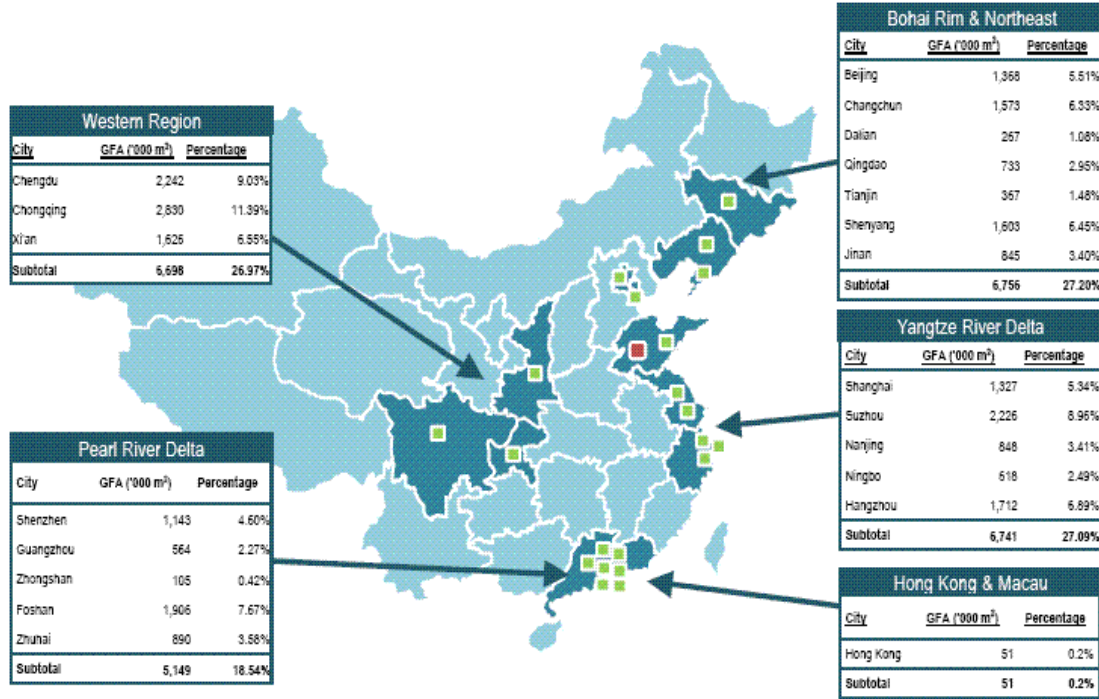 Western Region
City GFA ('000 m²) Percentage
Chengdu 2,242 9.03%
Chongqing 2,830 11.39%
Xi'an 1,626 6.55%
Subtotal 6,698 26.97%
Pearl River Delta
City GFA ('000 m²) Percentage
Shenzhen 1,143 4.60%
Guangzhou 564 2.27%
Zhongshan 105 0.42%
Foshan 1,906 7.67%
Zhuhai 890 3.58%
Subtotal 5,149 18.54%
Bohai Rim & Northeast
City GFA ('000 m²) Percentage
Beijing 1,368 5.51%
Changchun 1,573 6.33%
Dalian 267 1.08%
Qingdao 733 2.95%
Tianjin 367 1.48%
Shenyang 1,603 6.45%
Jinan 845 3.40%
Subtotal 6,756 27.20%
Yangtze River Delta
City GFA ('000 m²) Percentage
Shanghai 1,327 5.34%
Suzhou 2,226 8.96%
Nanjing 848 3.41%
Ningbo 618 2.49%
Hangzhou 1,712 6.89%
Subtotal 6,741 27.09%
Hong Kong & Macau
City GFA ('000 m²) Percentage
Hong Kong 51 0.2%
Subtotal 51 0.2%